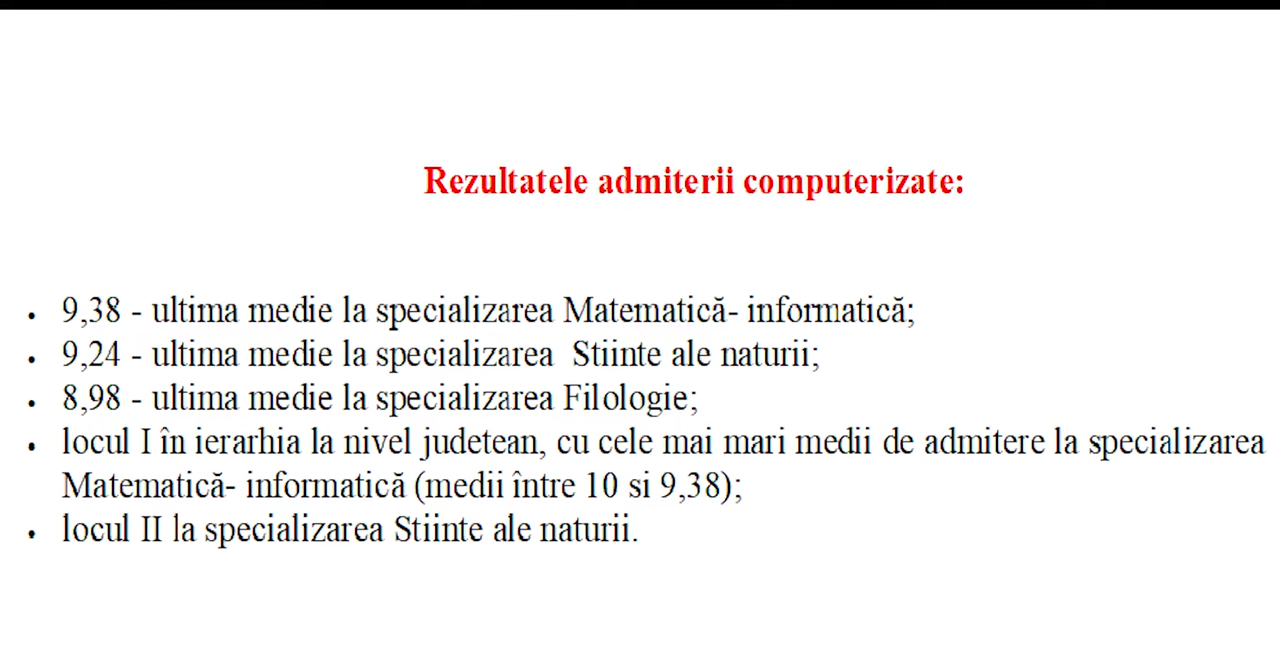 Rezultatele admiterii computerizate:
• 9,38 - ultima medie la specializarea Matematică- informatică;
• 9,24 - ultima medie la specializarea  Stiinte ale naturii;
• 8,98 - ultima medie la specializarea Filologie;
• locul I în ierarhia la nivel judetean, cu cele mai mari medii de admitere la specializarea
Matematică- informatică (medii între 10 si 9,38);
• locul II la specializarea Stiinte ale naturii.